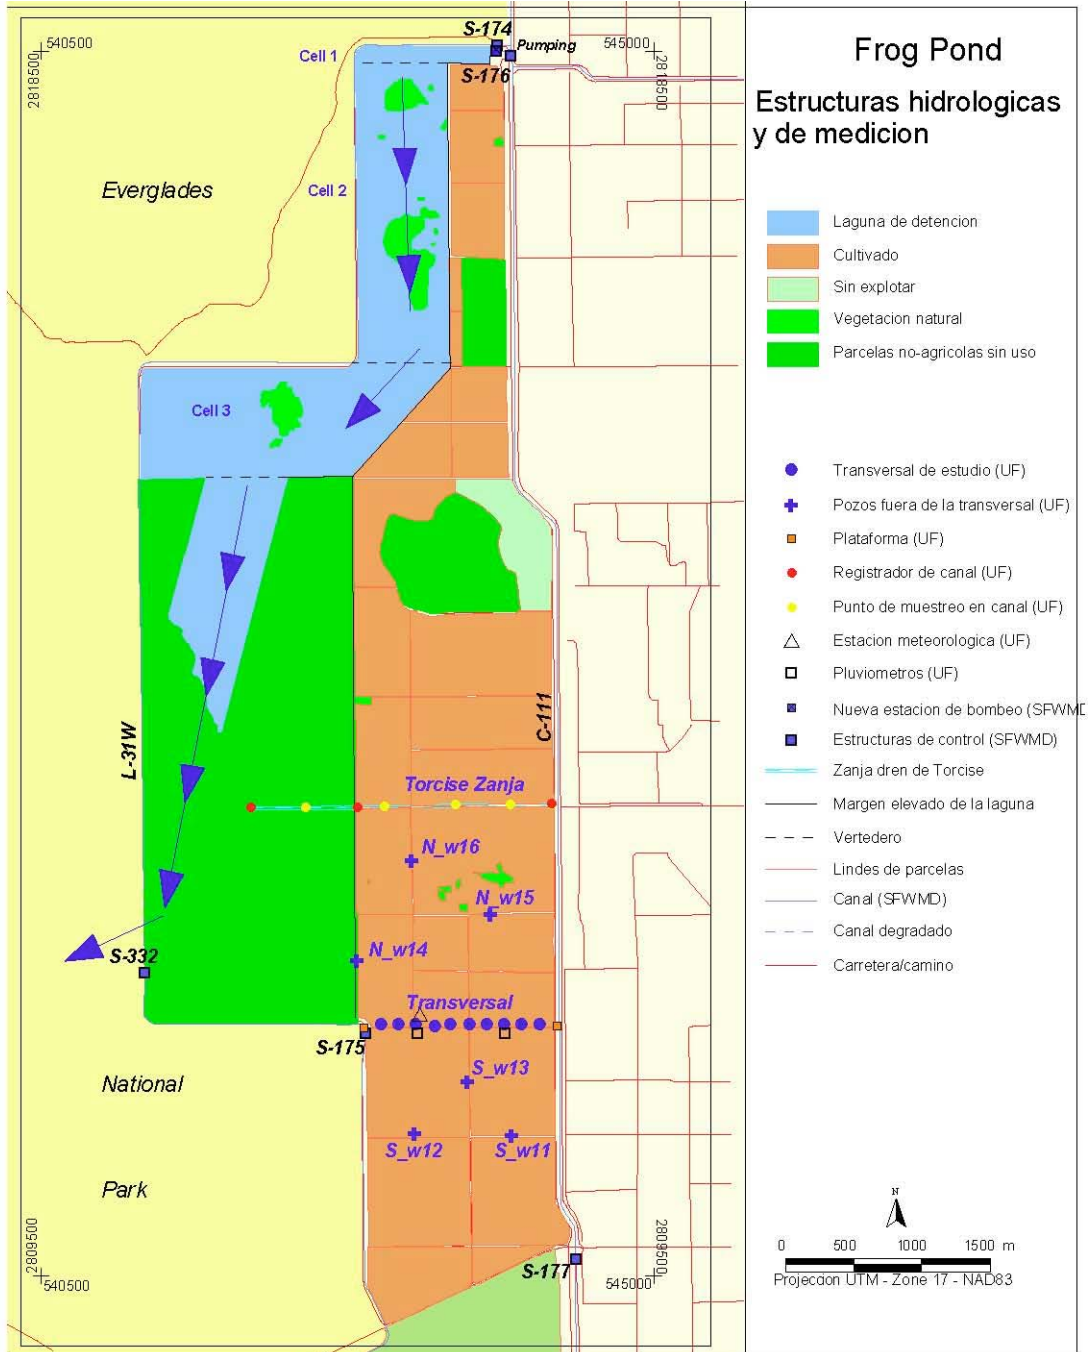 Frog Pond
Estructuras hidrologicas
y de medicion
Laguna de detencion
Cultivado
Sin explotar
Vegetacion natural
Parcelas no-agricolas sin uso
Transversal de estudio (UF)
Pozos fuera de la transversal (UF)
Plataforma (UF)
Registrador de canal (UF)
Punto de muestreo en canal (UF)
Estacion meteorologica (UF)
Pluviometros (UF)
Nueva estacion de bombeo (SFWMD
Estructuras de control (SFWMD)
Zanja dren de Torcise
Margen elevado de la laguna
Vertedero
Lindes de parcelas
Canal (SFWMD)
Canal degradado
Carretera/camino
N
0 500 1000 1500 m
Projeccion UTM - Zone 17 - NAD83
540500
2818500
S-174
Pumping
545000
2818500
Cell 1
S-176
Everglades
Cell 2
Cell 3
C-111
L-31W
Torcise Zanja
N_w16
N_w15
N_w14
S-332
Transversal
S-175
S_w13
National
S_w12
S_w11
Park
S-177
2809500
540500
2809500
545000